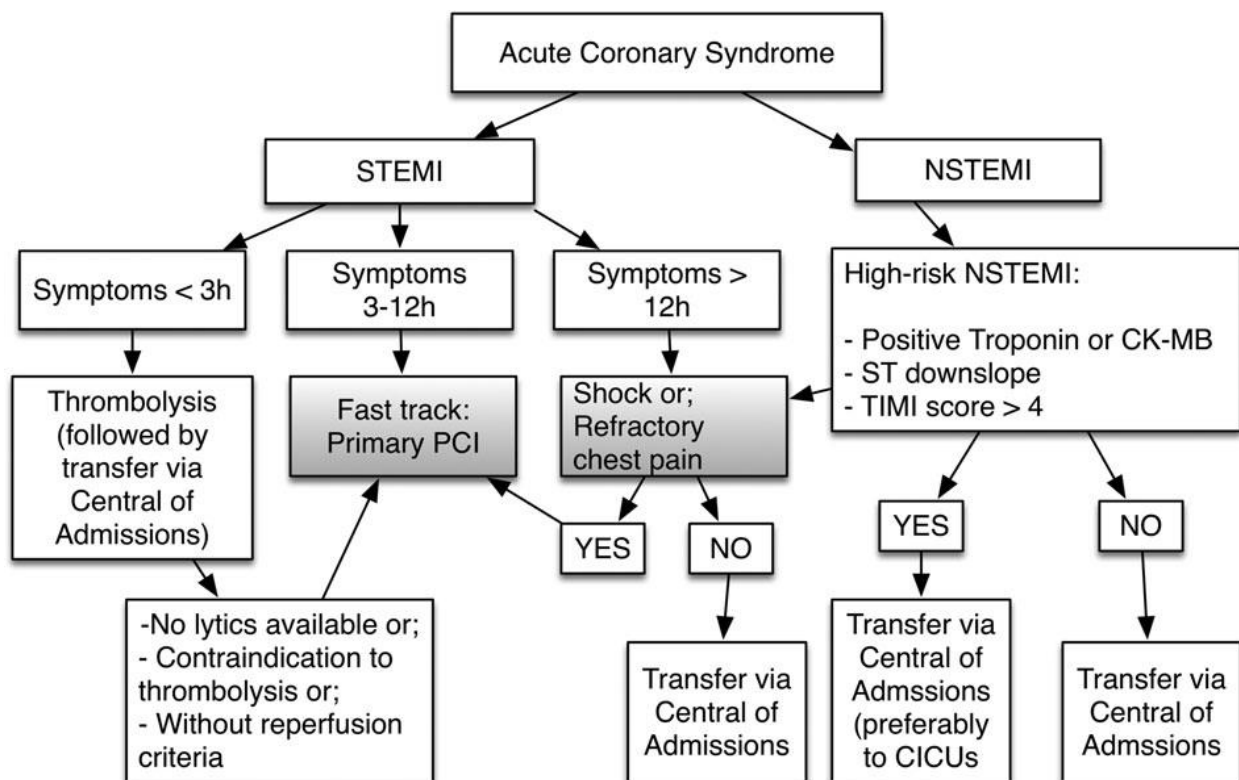 Acute Coronary Syndrome
STEMI
NSTEMI
Symptoms < 3h
Symptoms
3-12h
Symptoms >
12h
High-risk NSTEMI:
- Positive Troponin or CK-MB
- ST downslope
- TIMI score > 4
Thrombolysis
(followed by
transfer via
Central of
Admissions)
Fast track:
Primary PCI
Shock or;
Refractory
chest pain
YES
NO
YES
NO
-No lytics available or;
- Contraindication to
thrombolysis or;
- Without reperfusion
criteria
Transfer via
Central of
Admissions
Transfer via
Central of
Admssions
(preferably
to CICUs
Transfer via
Central of
Admssions